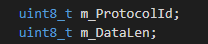 uint8_t m_ProtocolId;
uint8_t m_DataLen;